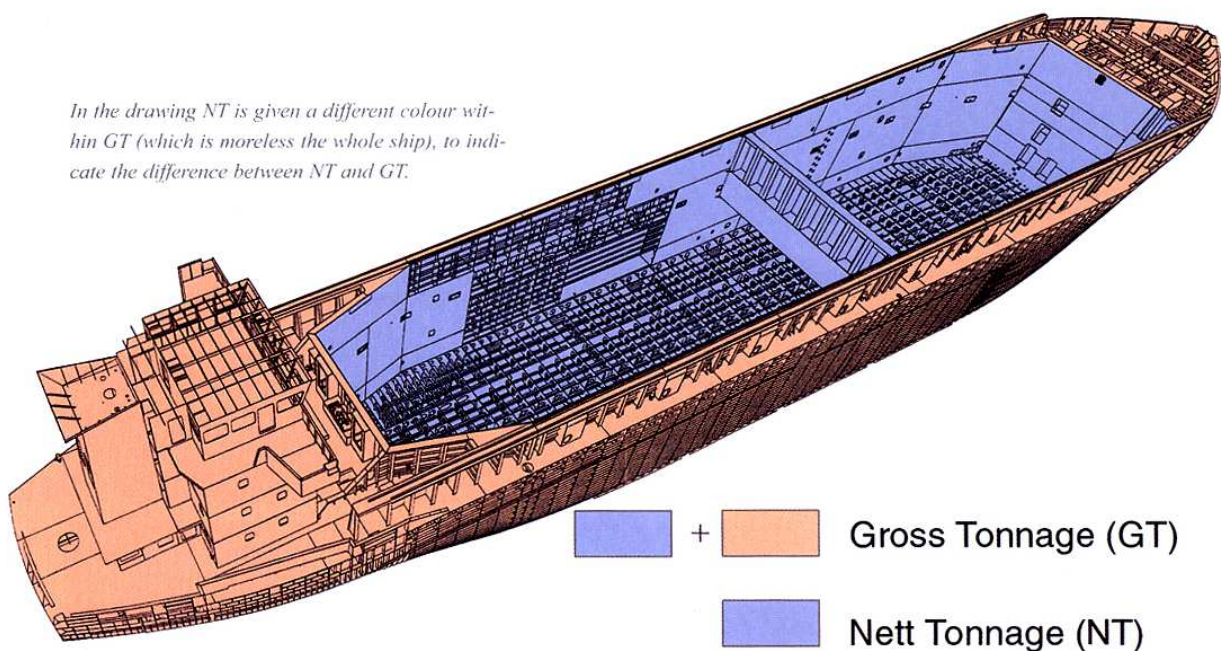 In the drawing NT is given a different colour wit-
hin GT (which is moreless the whole ship), to indi-
cate the difference between NT and GT.
+ Gross Tonnage (GT)
Nett Tonnage (NT)